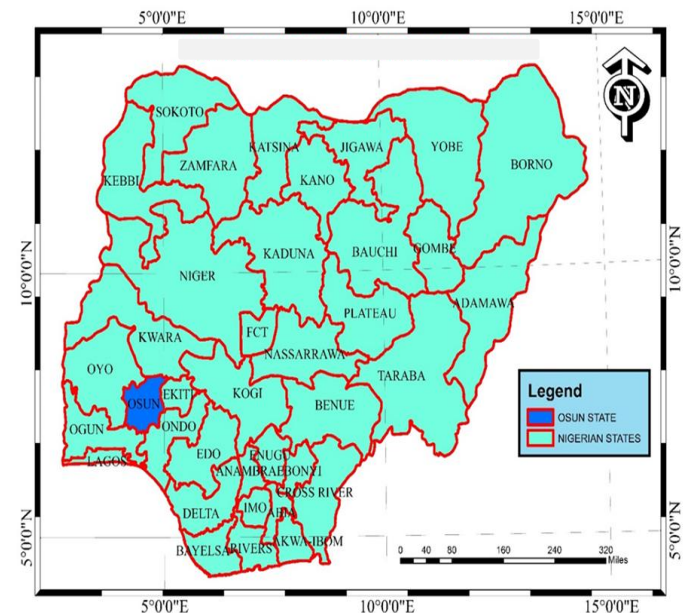 5°0'0"E 10°0'0"E 15°0'0"E
N
SOKOTO
KATSINA JIGAWA YOBE
ZAMFARA BORNO
KEBBI KANO
KADUNA BAUCHI GOMBE
10°0'0"N 10°0'0"N
NIGER
ADAMAWA
PLATEAU
FCT
KWARA
NASSARRAWA
OYO TARABA
EKITI KOGI
OSUN BENUE
OGUN ONDO
EDO ENUGU
LAGOS
ANAMBRA EBONYI
CROSS RIVER
IMO ABIA
DELTA
AKWA-IBOM
BAYELSA RIVERS
5°0'0"N 5°0'0"N
Legend
OSUN STATE
NIGERIAN STATES
0 40 80 160 240 320
Miles
5°0'0"E 10°0'0"E 15°0'0"E